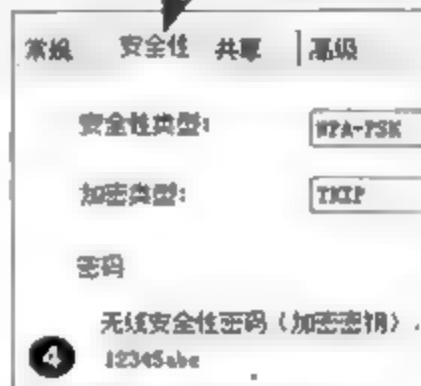 常规 安全性 共享 高级
安全性类型: WPA-PSK
加密类型: TKIP
密码
无线安全性密码(加密密钥).
4 12345abc